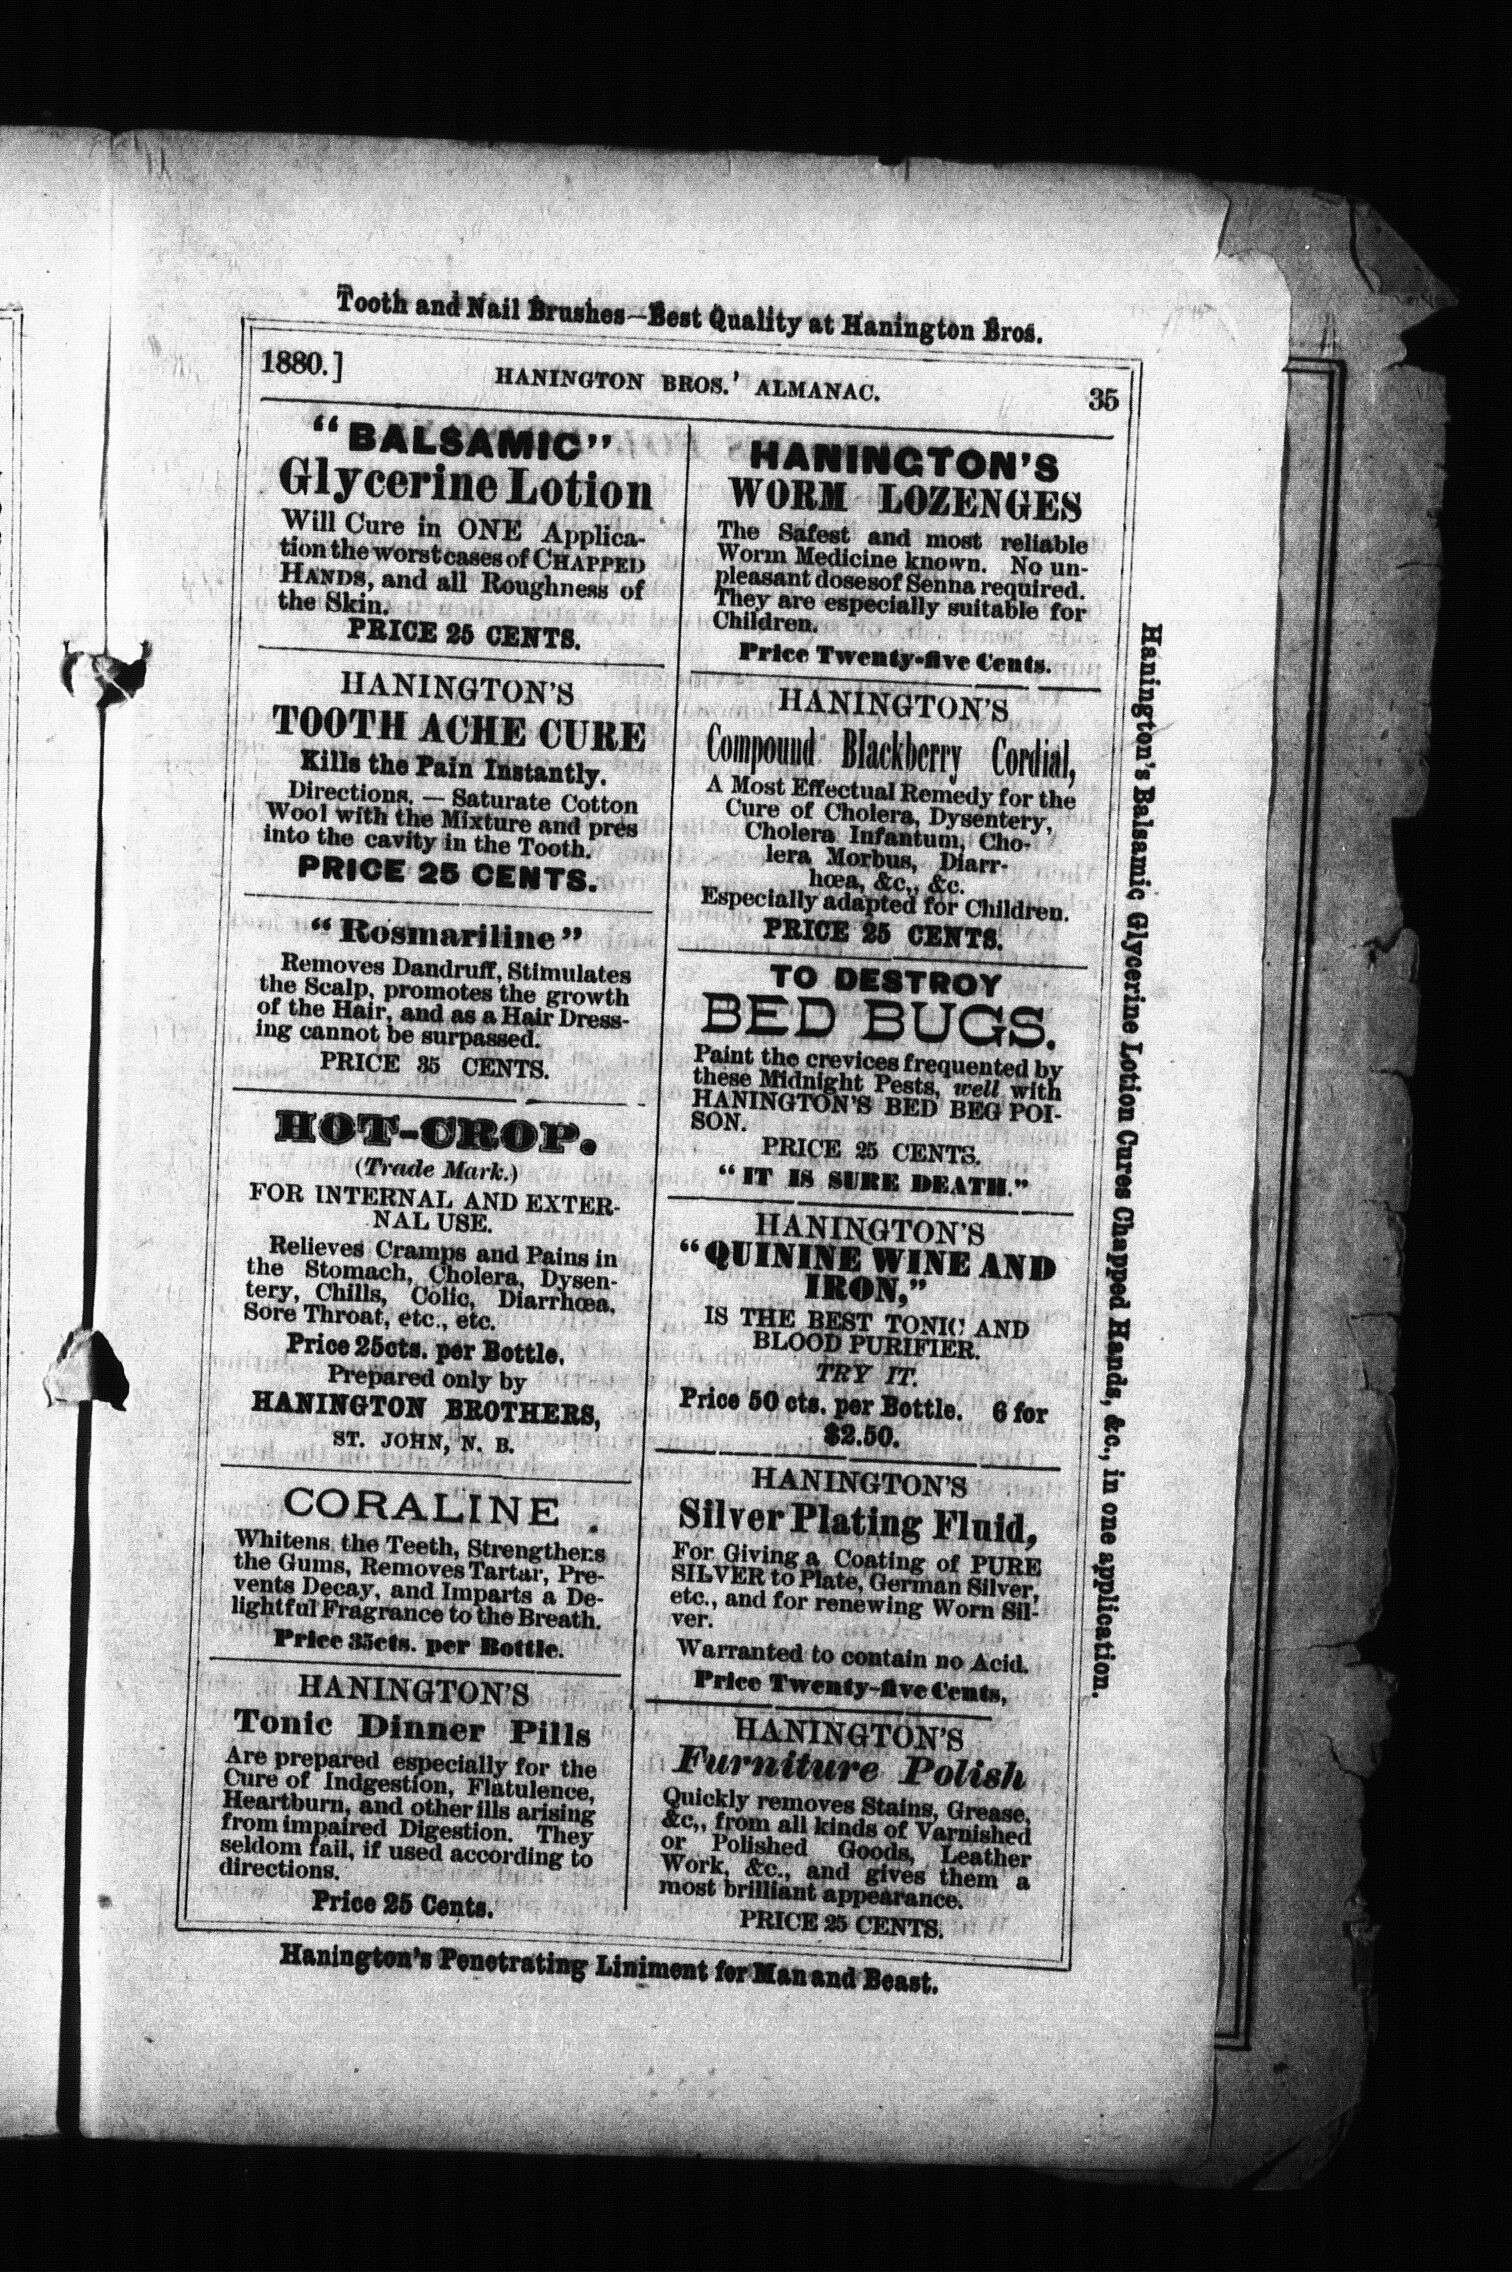 Tooth and Nail Brushes—Best Quality at Hanington Bros.
1880.] HANINGTON BROS.' ALMANAC. 35
"BALSAMIC"
Glycerine Lotion
Will Cure in ONE Applica-
tion the worst cases of CHAPPED
HANDS, and all Roughness of
the Skin.
PRICE 25 CENTS.
HANINGTON'S
TOOTH ACHE CURE
Kills the Pain Instantly.
Directions. — Saturate Cotton
Wool with the Mixture and pres
into the cavity in the Tooth.
PRICE 25 CENTS.
"Rosmariline"
Removes Dandruff, Stimulates
the Scalp, promotes the growth
of the Hair, and as a Hair Dress-
ing cannot be surpassed.
PRICE 35 CENTS.
HOT-CROP.
(Trade Mark.)
FOR INTERNAL AND EXTER-
NAL USE.
Relieves Cramps and Pains in
the Stomach, Cholera, Dysen-
tery, Chills, Colic, Diarrhœa,
Sore Throat, etc., etc.
Price 25cts. per Bottle.
Prepared only by
HANINGTON BROTHERS,
ST. JOHN, N. B.
CORALINE.
Whitens the Teeth, Strengthens
the Gums, Removes Tartar, Pre-
vents Decay, and Imparts a De-
lightful Fragrance to the Breath.
Price 35cts. per Bottle.
HANINGTON'S
Tonic Dinner Pills
Are prepared especially for the
Cure of Indgestion, Flatulence,
Heartburn, and other ills arising
from impaired Digestion. They
seldom fail, if used according to
directions.
Price 25 Cents.
HANINGTON'S
WORM LOZENGES
The Safest and most reliable
Worm Medicine known. No un-
pleasant dosesof Senna required.
They are especially suitable for
Children.
Price Twenty-five Cents.
HANINGTON'S
Compound Blackberry Cordial,
A Most Effectual Remedy for the
Cure of Cholera, Dysentery,
Cholera Infantum, Cho-
lera Morbus, Diarr-
hœa, &c., &c.
Especially adapted for Children.
PRICE 25 CENTS.
TO DESTROY
BED BUGS.
Paint the crevices frequented by
these Midnight Pests, well with
HANINGTON'S BED BEG POI-
SON.
PRICE 25 CENTS.
"IT IS SURE DEATH."
HANINGTON'S
"QUININE WINE AND
IRON,"
IS THE BEST TONIC AND
BLOOD PURIFIER.
TRY IT.
Price 50 cts. per Bottle. 6 for
$2.50.
HANINGTON'S
Silver Plating Fluid,
For Giving a Coating of PURE
SILVER to Plate, German Silver,
etc., and for renewing Worn Sil-
ver.
Warranted to contain no Acid.
Price Twenty-five Cents,
HANINGTON'S
Furniture Polish
Quickly removes Stains, Grease,
&c,, from all kinds of Varnished
or Polished Goods, Leather
Work, &c., and gives them a
most brilliant appearance.
PRICE 25 CENTS.
Hanington's Balsamic Glycerine Lotion Cures Chapped Hands, &c., in one application.
Hanington's Penetrating Liniment for Man and Beast.